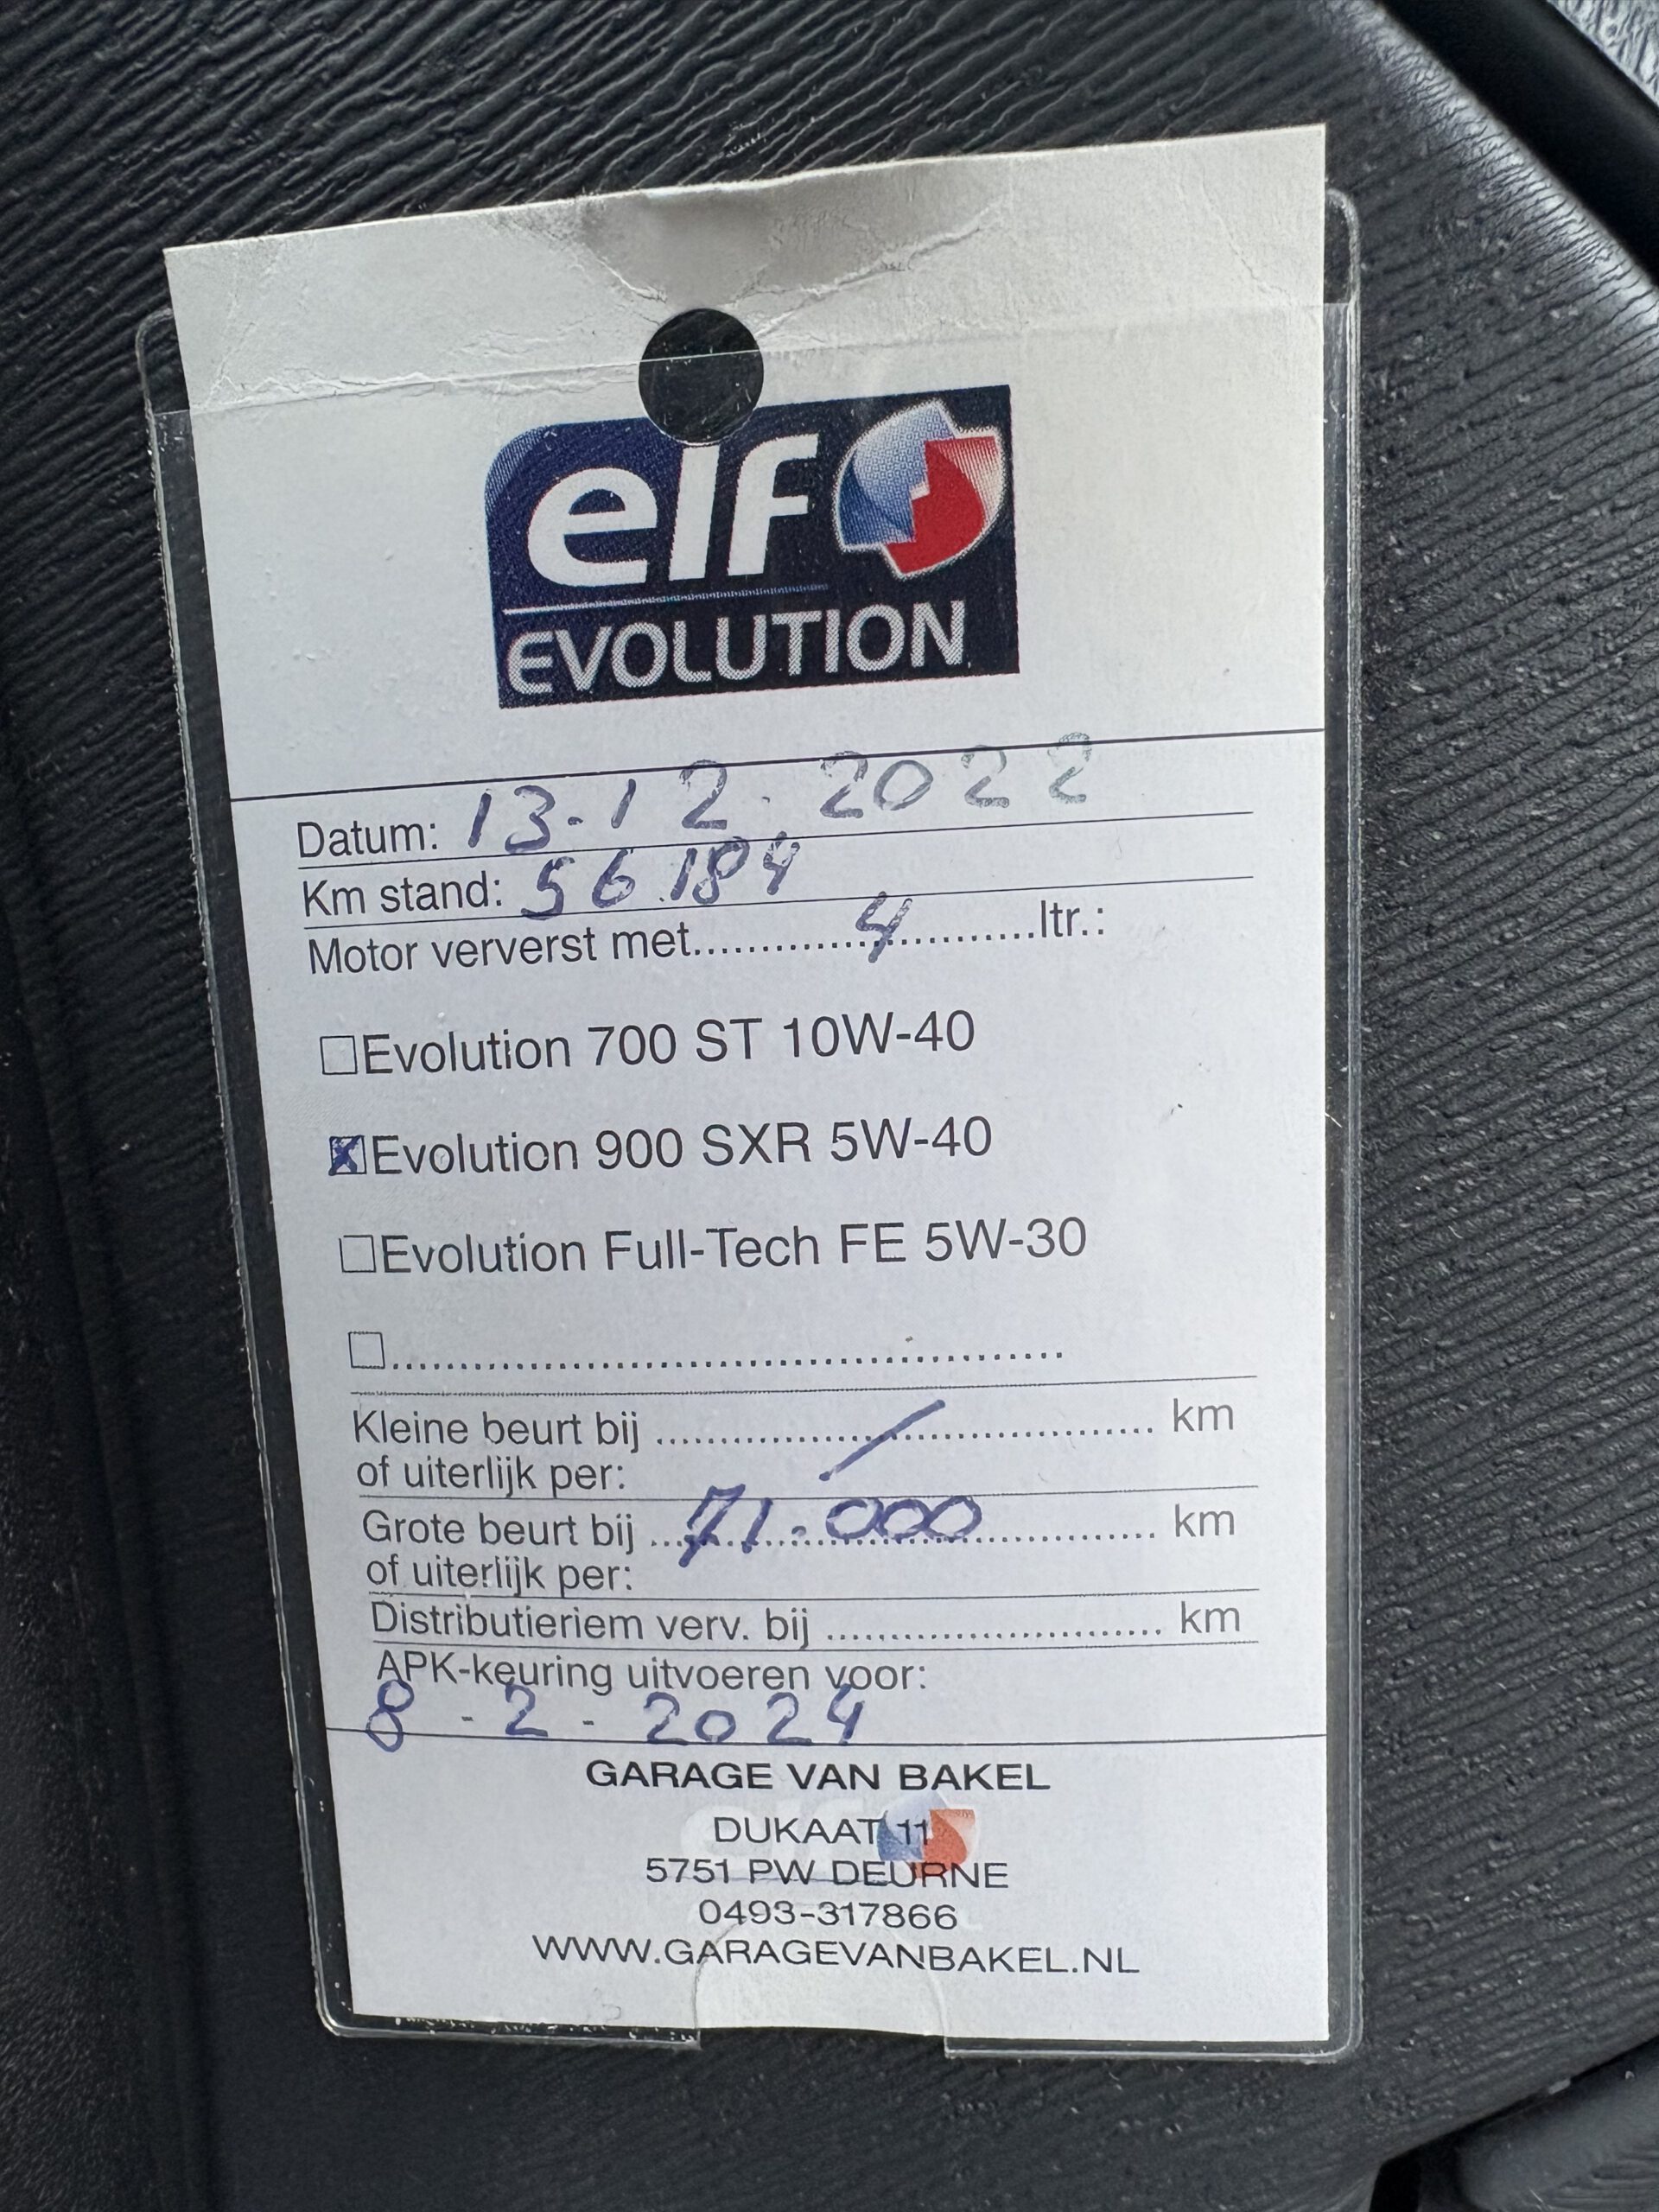 elf
EVOLUTION
Datum: 13-12-2022
Km stand: 56.184
Motor ververst met..............4..............ltr.:
☐Evolution 700 ST 10W-40
☒Evolution 900 SXR 5W-40
☐Evolution Full-Tech FE 5W-30
☐..................................................
Kleine beurt bij ............/............ km
of uiterlijk per:
Grote beurt bij ...71.000............ km
of uiterlijk per:
Distributieriem verv. bij ......................... km
APK-keuring uitvoeren voor:
8-2-2024
GARAGE VAN BAKEL
DUKAAT 11
5751 PW DEURNE
0493-317866
WWW.GARAGEVANBAKEL.NL